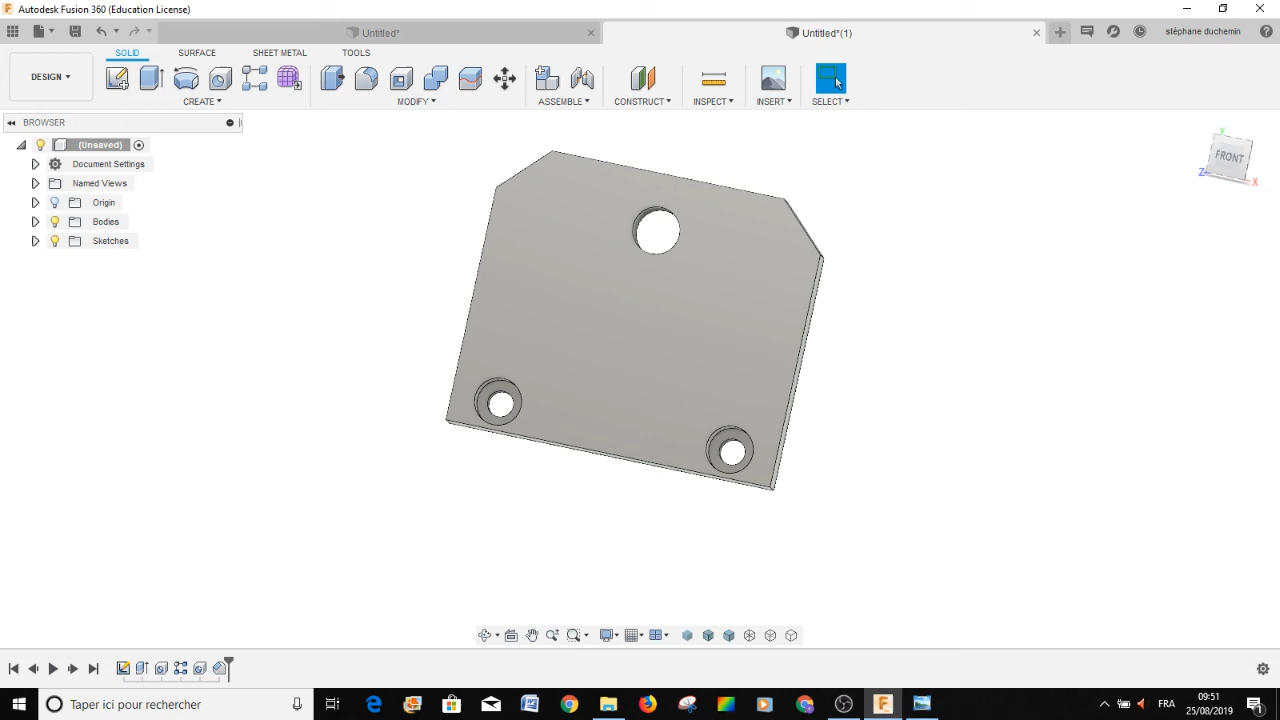 Autodesk Fusion 360 (Education License)
Untitled*
Untitled*(1)
stéphane duchemin
SOLID
SURFACE
SHEET METAL
TOOLS
DESIGN
CREATE
MODIFY
ASSEMBLE
CONSTRUCT
INSPECT
INSERT
SELECT
BROWSER
(Unsaved)
Document Settings
Named Views
Origin
Bodies
Sketches
Y
FRONT
Z
X
Taper ici pour rechercher
FRA
09:51
25/08/2019
1